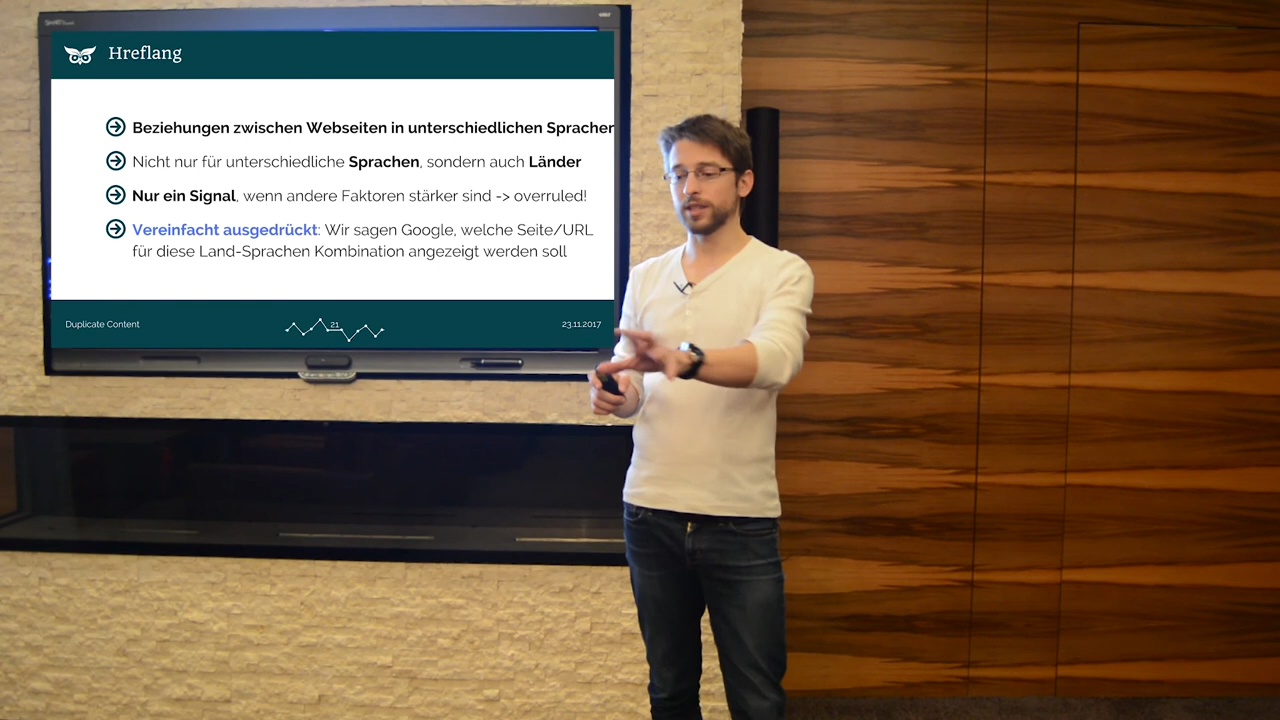 Hreflang
Beziehungen zwischen Webseiten in unterschiedlichen Sprachen
Nicht nur für unterschiedliche Sprachen, sondern auch Länder
Nur ein Signal, wenn andere Faktoren stärker sind -> overruled!
Vereinfacht ausgedrückt: Wir sagen Google, welche Seite/URL
für diese Land-Sprachen Kombination angezeigt werden soll
Duplicate Content
21
23.11.2017